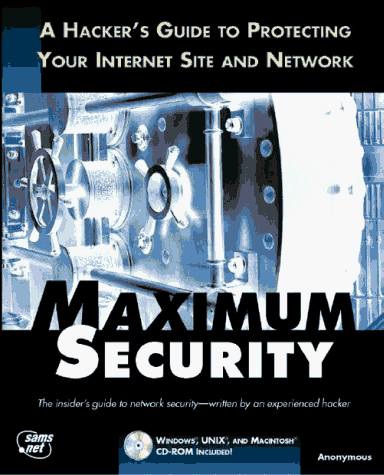 A Hacker's Guide to Protecting
Your Internet Site and Network
Maximum
Security
The insider's guide to network security—written by an experienced hacker
sams
.net
Windows®, UNIX®, and Macintosh®
CD-ROM Included!
Anonymous